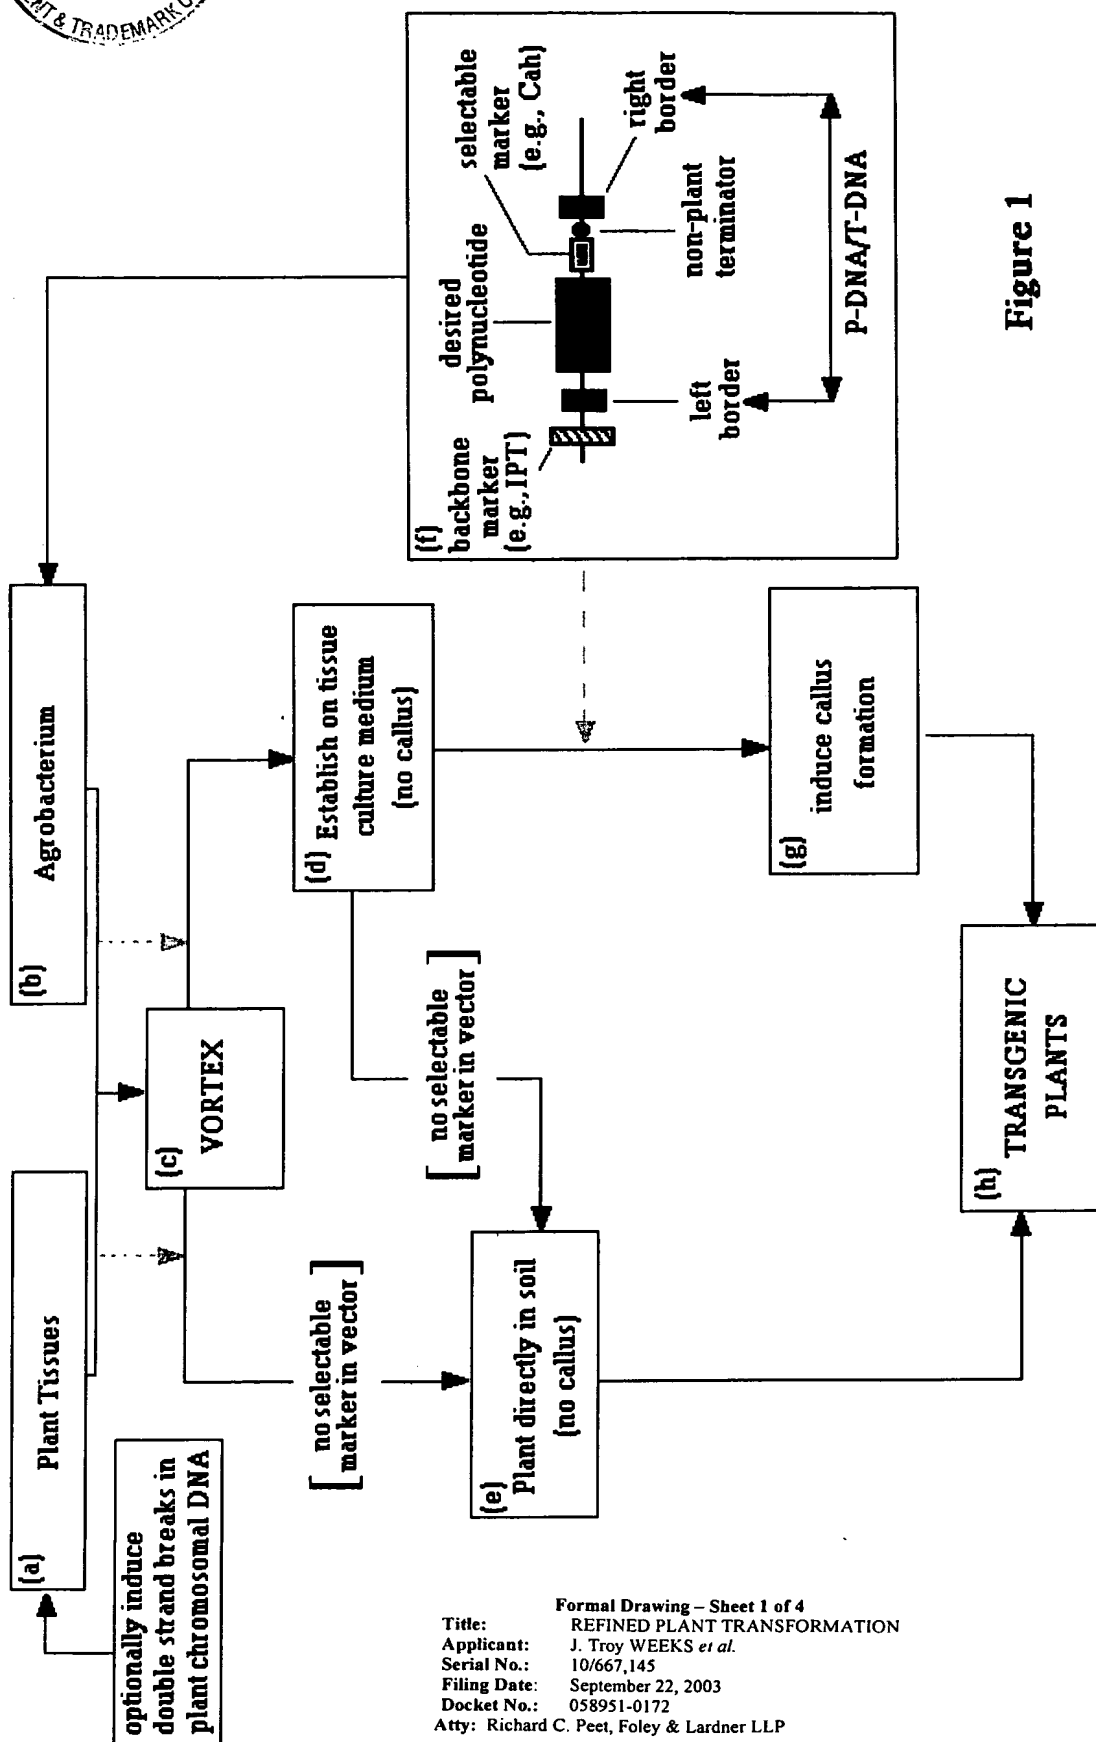 ENT & TRADEMARK O
optionally induce
double strand breaks in
plant chromosomal DNA
(a)
Plant Tissues
(b)
Agrobacterium
(c)
VORTEX
(d) Establish on tissue
culture medium
(no callus)
[no selectable
marker in vector]
[no selectable
marker in vector]
(e)
Plant directly in soil
(no callus)
(f)
backbone
marker
(e.g., IPT)
desired
polynucleotide
selectable
marker
(e.g., Cah)
left
border
non-plant
terminator
right
border
P-DNA/T-DNA
(g)
induce callus
formation
(h)
TRANSGENIC
PLANTS
Figure 1
Formal Drawing – Sheet 1 of 4
Title: REFINED PLANT TRANSFORMATION
Applicant: J. Troy WEEKS et al.
Serial No.: 10/667,145
Filing Date: September 22, 2003
Docket No.: 058951-0172
Atty: Richard C. Peet, Foley & Lardner LLP